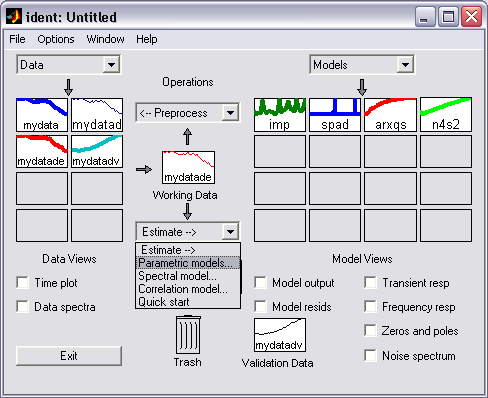 ident: Untitled
File Options Window Help
Data
Operations
Models
mydata
mydatad
<-- Preprocess
imp
spad
arxqs
n4s2
mydatade
mydatadv
mydatade
Working Data
Estimate -->
Estimate -->
Parametric models...
Spectral model...
Correlation model...
Quick start
Data Views
Time plot
Data spectra
Model Views
Model output
Transient resp
Model resids
Frequency resp
Zeros and poles
Noise spectrum
Exit
Trash
mydatadv
Validation Data